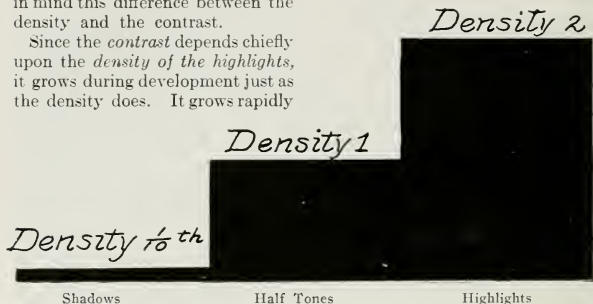 in mind this difference between the
density and the contrast.
Since the contrast depends chiefly
upon the density of the highlights,
it grows during development just as
the density does. It grows rapidly
Density 2
Density 1
Density 1/10 th
Shadows Half Tones Highlights